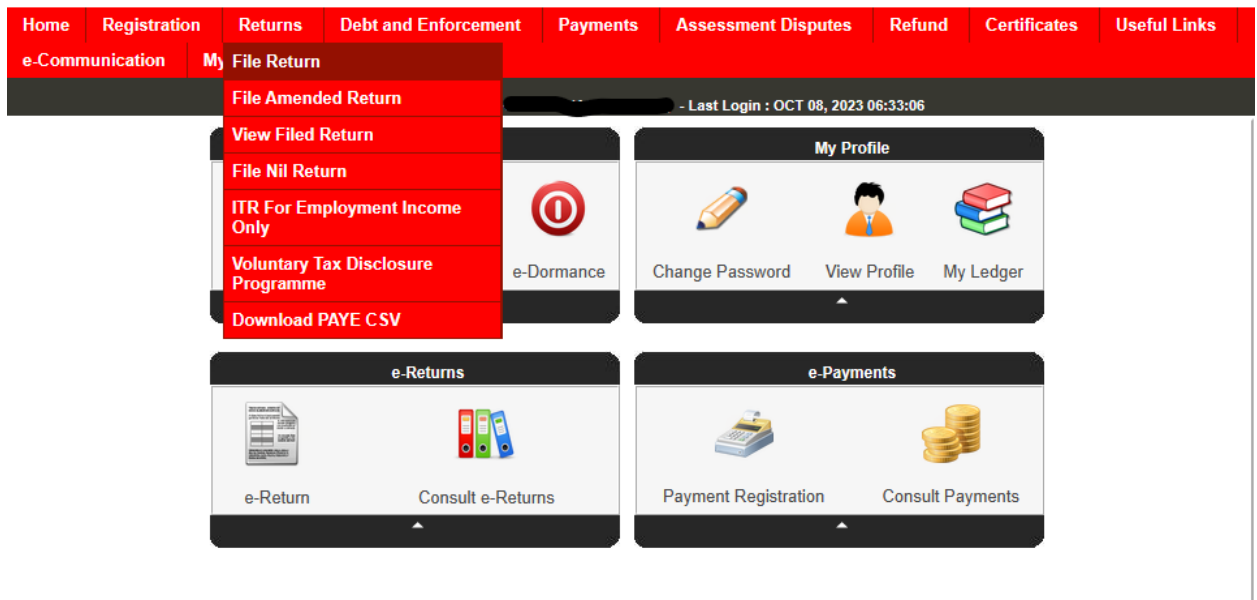 Home Registration Returns Debt and Enforcement Payments Assessment Disputes Refund Certificates Useful Links
e-Communication My
File Return
File Amended Return
View Filed Return
File Nil Return
ITR For Employment Income
Only
Voluntary Tax Disclosure
Programme
Download PAYE CSV
- Last Login : OCT 08, 2023 06:33:06
e-Dormance
My Profile
Change Password View Profile My Ledger
e-Returns
e-Return Consult e-Returns
e-Payments
Payment Registration Consult Payments